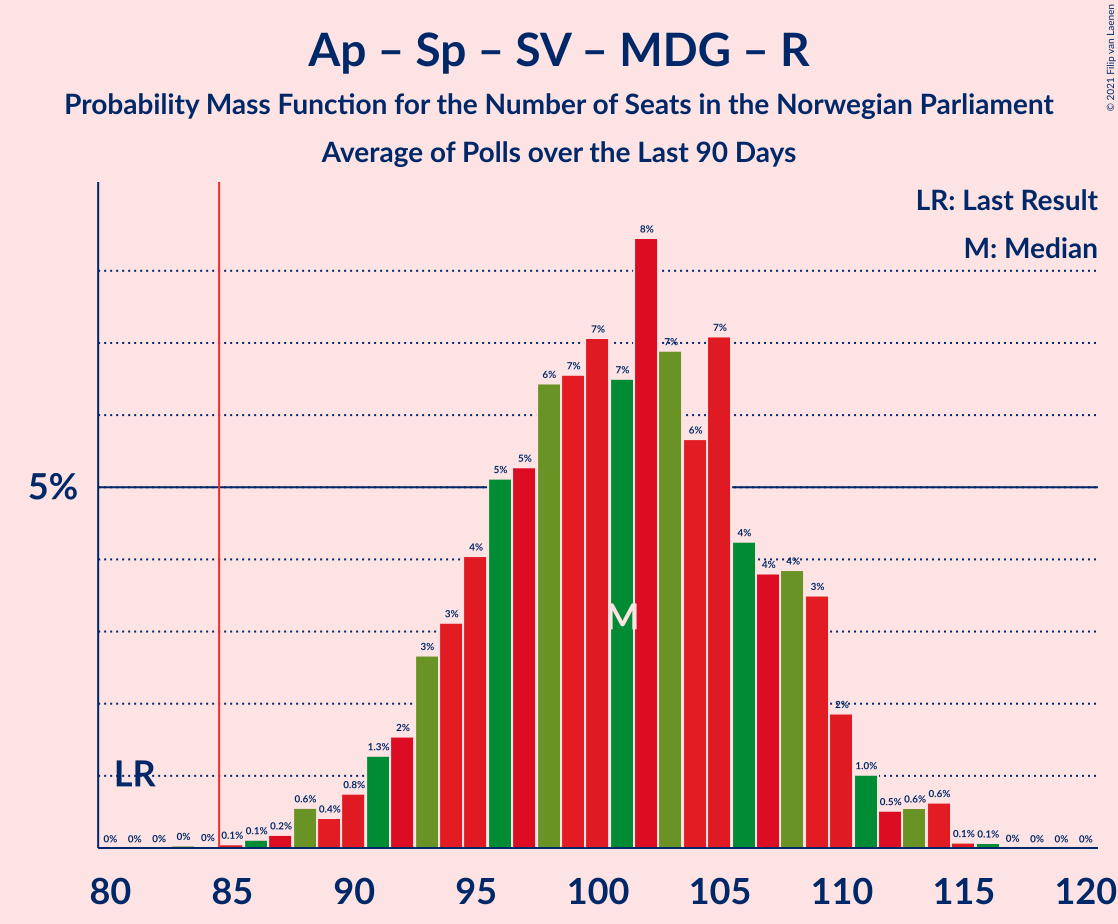 Ap – Sp – SV – MDG – R
Probability Mass Function for the Number of Seats in the Norwegian Parliament
Average of Polls over the Last 90 Days
© 2021 Filip van Laenen
LR: Last Result
M: Median
5%
LR
M
0% 0% 0% 0% 0% 0.1% 0.1% 0.2% 0.6% 0.4% 0.8% 1.3% 2% 3% 3% 4% 5% 5% 6% 7% 7% 7% 8% 7% 6% 7% 4% 4% 4% 3% 2% 1.0% 0.5% 0.6% 0.6% 0.1% 0.1% 0% 0% 0% 0%
80 85 90 95 100 105 110 115 120